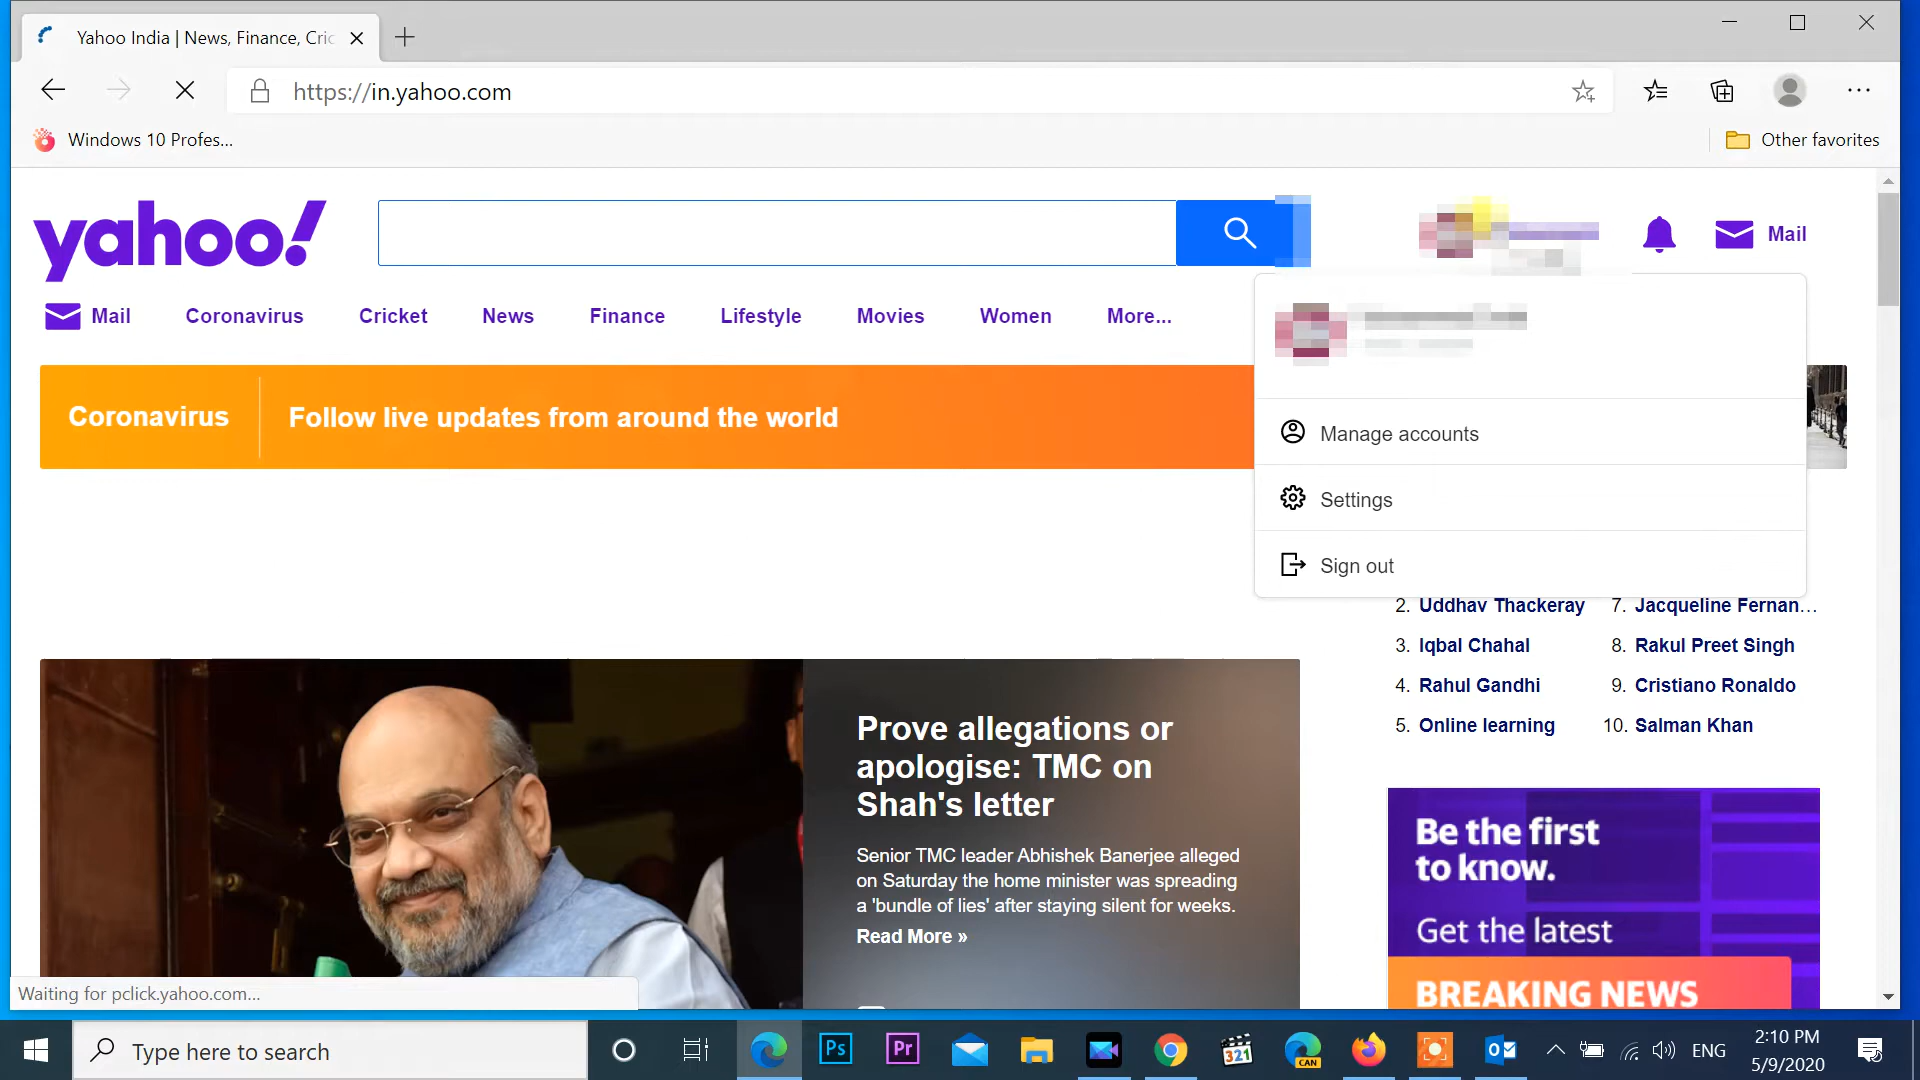 Yahoo India | News, Finance, Cric
https://in.yahoo.com
Windows 10 Profes...
Other favorites
yahoo!
Mail
Mail
Coronavirus
Cricket
News
Finance
Lifestyle
Movies
Women
More...
Coronavirus
Follow live updates from around the world
Manage accounts
Settings
Sign out
2. Uddhav Thackeray
7. Jacqueline Fernan...
3. Iqbal Chahal
8. Rakul Preet Singh
4. Rahul Gandhi
9. Cristiano Ronaldo
5. Online learning
10. Salman Khan
Prove allegations or
apologise: TMC on
Shah's letter
Senior TMC leader Abhishek Banerjee alleged
on Saturday the home minister was spreading
a 'bundle of lies' after staying silent for weeks.
Read More »
Be the first
to know.
Get the latest
BREAKING NEWS
Waiting for pclick.yahoo.com...
Type here to search
Ps
Pr
321
CAN
ENG
2:10 PM
5/9/2020